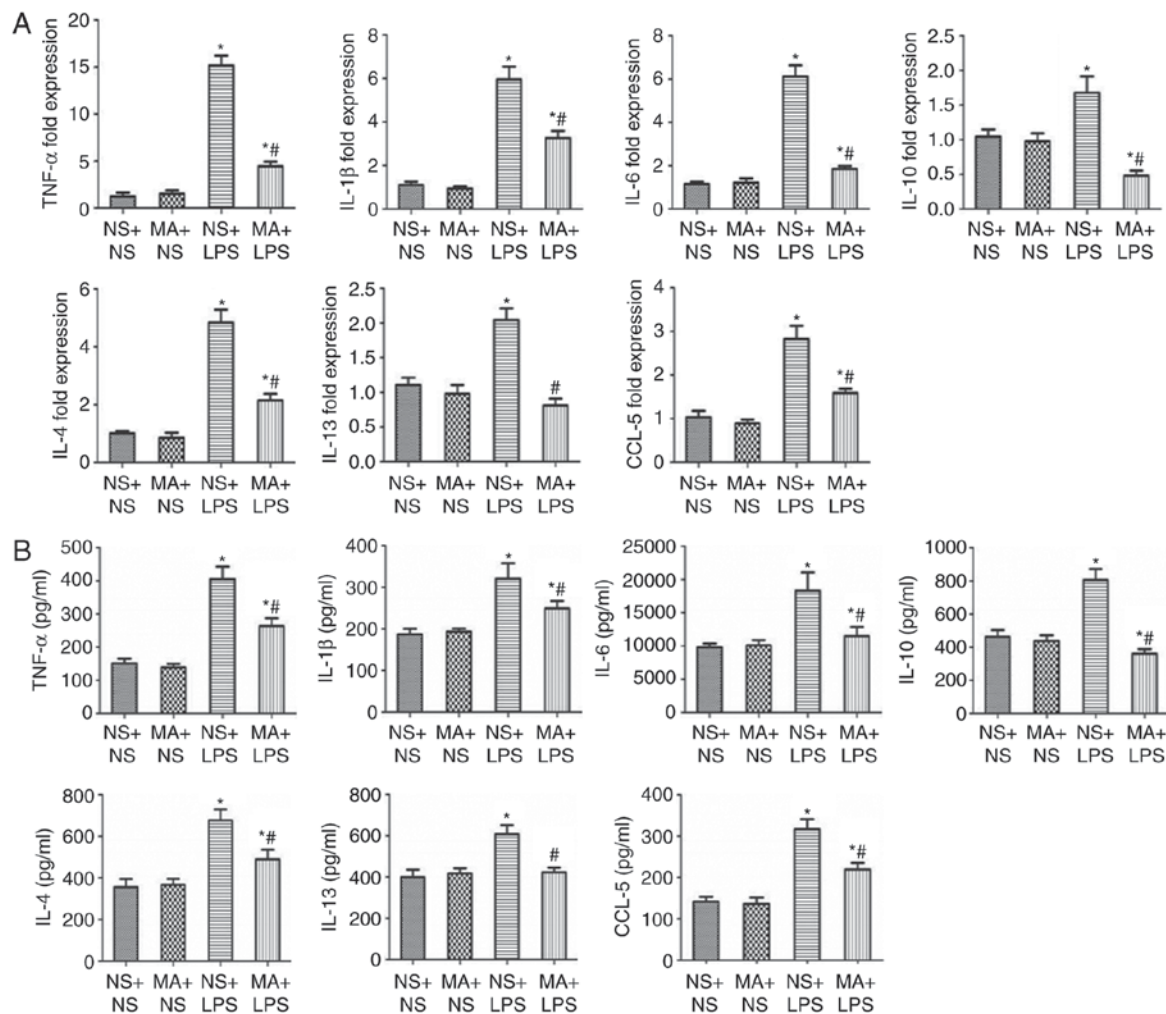 A
TNF-α fold expression
20
15
10
5
0
*
*#
NS+ MA+ NS+ MA+
NS NS LPS LPS
IL-1β fold expression
8
6
4
2
0
*
*#
NS+ MA+ NS+ MA+
NS NS LPS LPS
IL-6 fold expression
8
6
4
2
0
*
*#
NS+ MA+ NS+ MA+
NS NS LPS LPS
IL-10 fold expression
2.5
2.0
1.5
1.0
0.5
0.0
*
*#
NS+ MA+ NS+ MA+
NS NS LPS LPS
IL-4 fold expression
6
4
2
0
*
*#
NS+ MA+ NS+ MA+
NS NS LPS LPS
IL-13 fold expression
2.5
2.0
1.5
1.0
0.5
0.0
*
#
NS+ MA+ NS+ MA+
NS NS LPS LPS
CCL-5 fold expression
4
3
2
1
0
*
*#
NS+ MA+ NS+ MA+
NS NS LPS LPS
B
TNF-α (pg/ml)
500
400
300
200
100
0
*
*#
NS+ MA+ NS+ MA+
NS NS LPS LPS
IL-1β (pg/ml)
400
300
200
100
0
*
*#
NS+ MA+ NS+ MA+
NS NS LPS LPS
IL-6 (pg/ml)
25000
20000
15000
10000
5000
0
*
*#
NS+ MA+ NS+ MA+
NS NS LPS LPS
IL-10 (pg/ml)
1000
800
600
400
200
0
*
*#
NS+ MA+ NS+ MA+
NS NS LPS LPS
IL-4 (pg/ml)
800
600
400
200
0
*
*#
NS+ MA+ NS+ MA+
NS NS LPS LPS
IL-13 (pg/ml)
800
600
400
200
0
*
#
NS+ MA+ NS+ MA+
NS NS LPS LPS
CCL-5 (pg/ml)
400
300
200
100
0
*
*#
NS+ MA+ NS+ MA+
NS NS LPS LPS